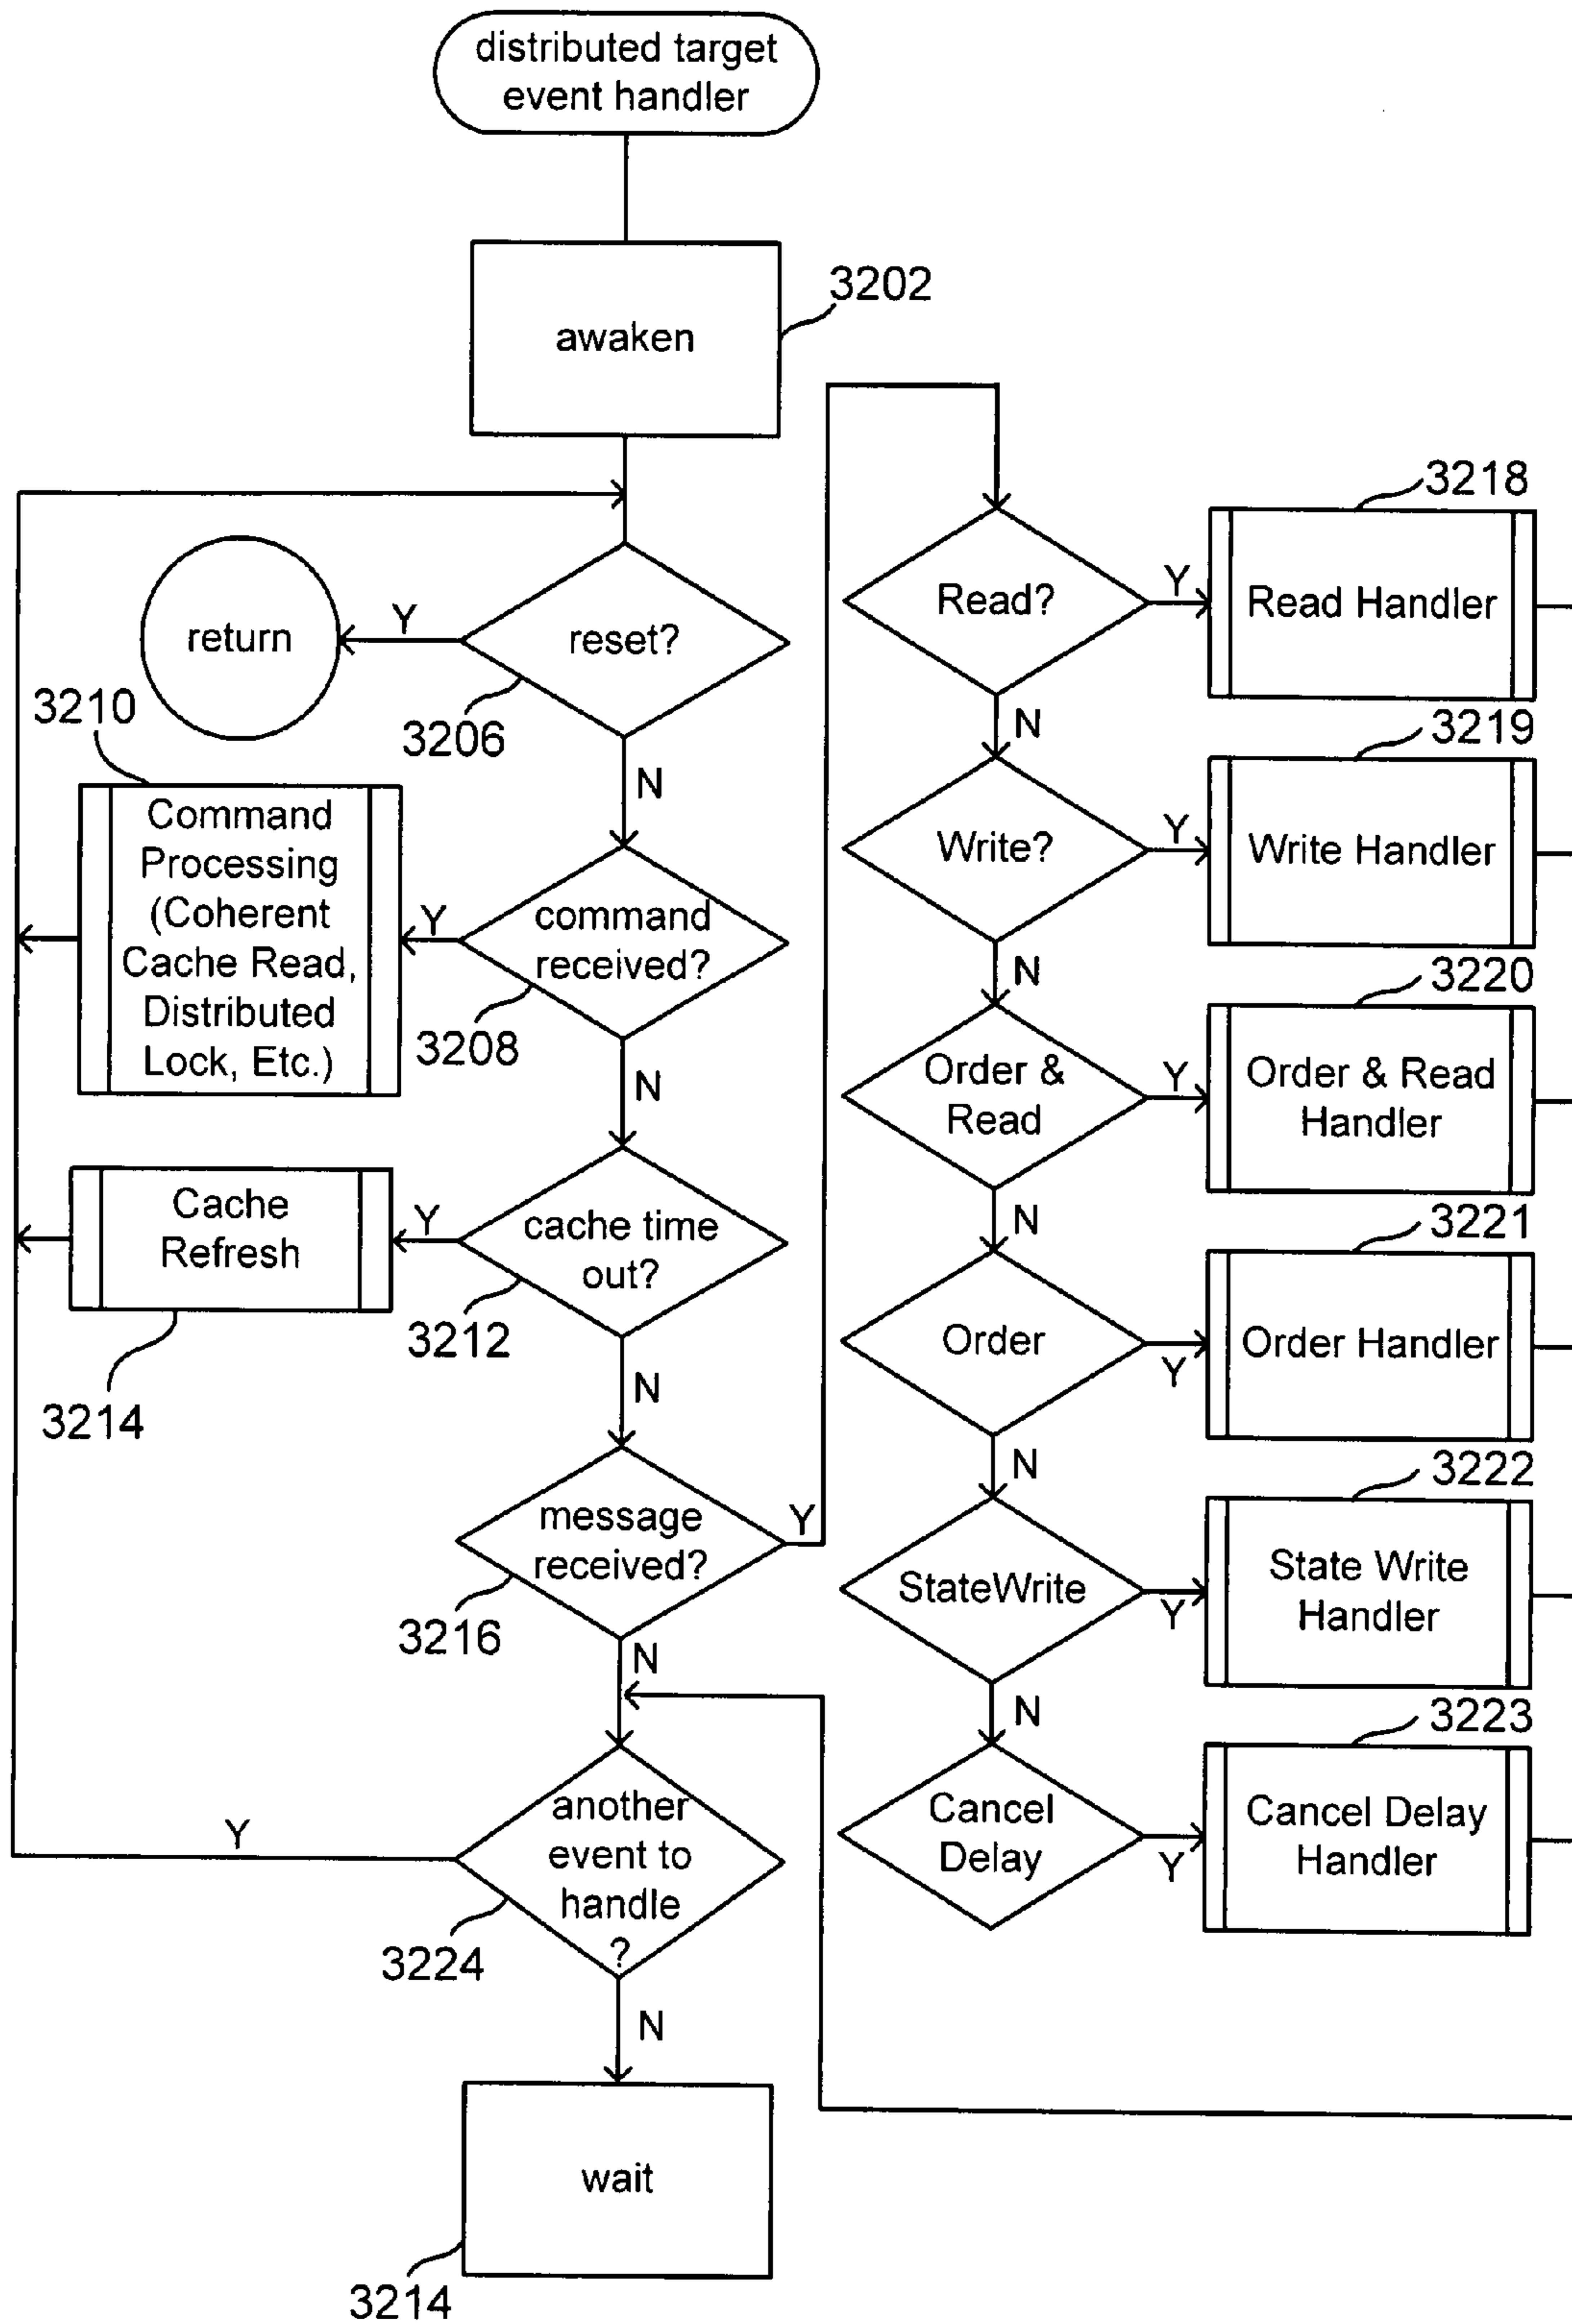 distributed target
event handler
awaken
3202
reset?
Y
return
3206
N
command
received?
Y
3210
Command
Processing
(Coherent
Cache Read,
Distributed
Lock, Etc.)
3208
N
cache time
out?
Y
Cache
Refresh
3214
3212
N
message
received?
Y
3216
N
another
event to
handle
?
Y
3224
N
wait
3214
Read?
Y
3218
Read Handler
N
Write?
Y
3219
Write Handler
N
Order &
Read
Y
3220
Order & Read
Handler
N
Order
Y
3221
Order Handler
N
StateWrite
Y
3222
State Write
Handler
N
Cancel
Delay
Y
3223
Cancel Delay
Handler